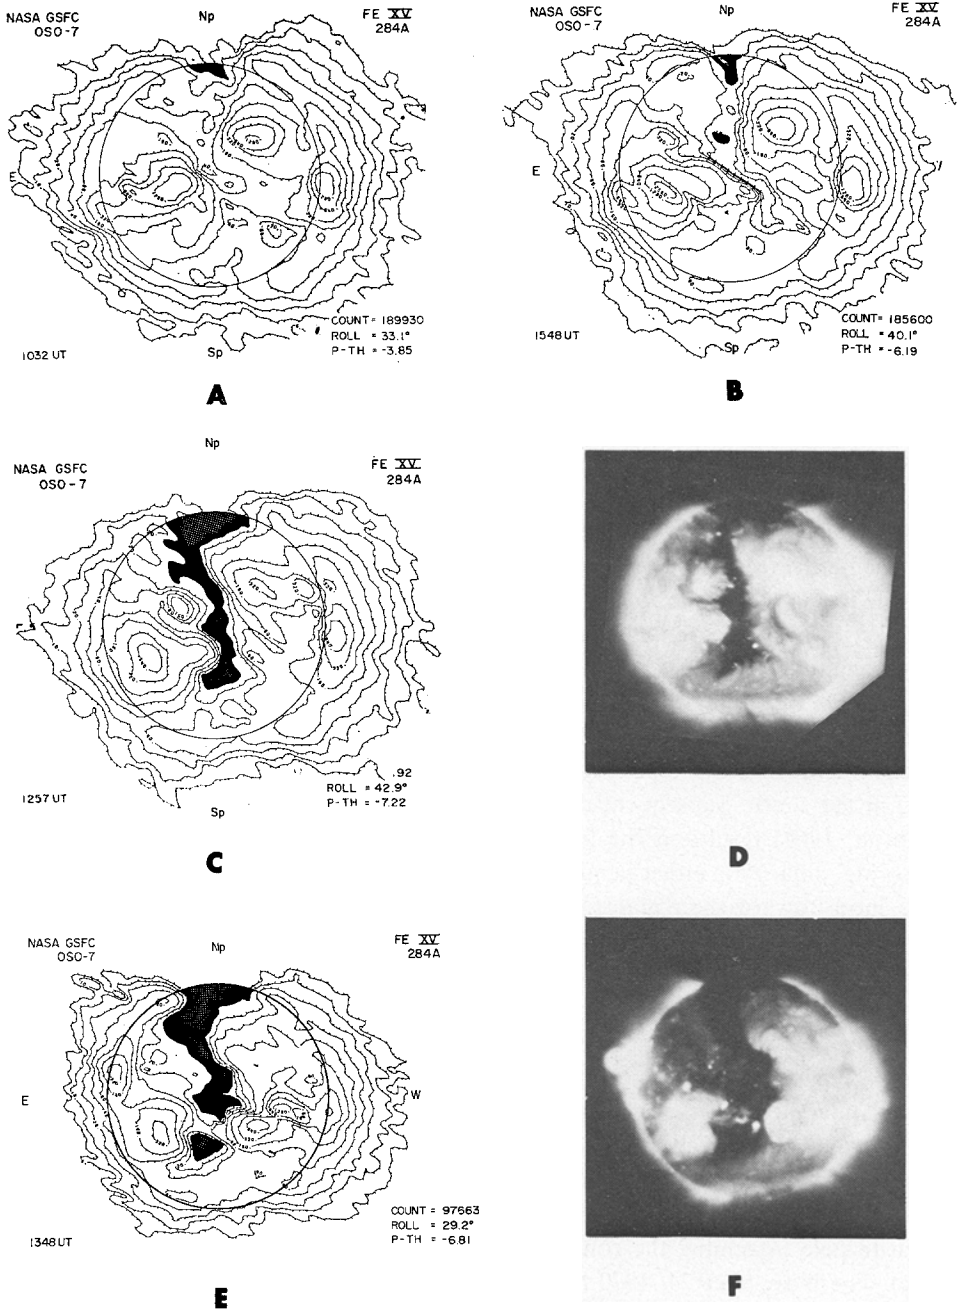 NASA GSFC
OSO-7
Np
FE XV
284A
E
COUNT = 189930
ROLL = 33.1°
P-TH = -3.85
1032 UT
Sp
A
NASA GSFC
OSO-7
Np
FE XV
284A
E
COUNT = 185600
ROLL = 40.1°
P-TH = -6.19
1548 UT
Sp
B
NASA GSFC
OSO-7
Np
FE XV
284A
.92
ROLL = 42.9°
P-TH = -7.22
1257 UT
Sp
C
D
NASA GSFC
OSO-7
Np
FE XV
284A
E
W
COUNT = 97663
ROLL = 29.2°
P-TH = -6.81
1348 UT
E
F